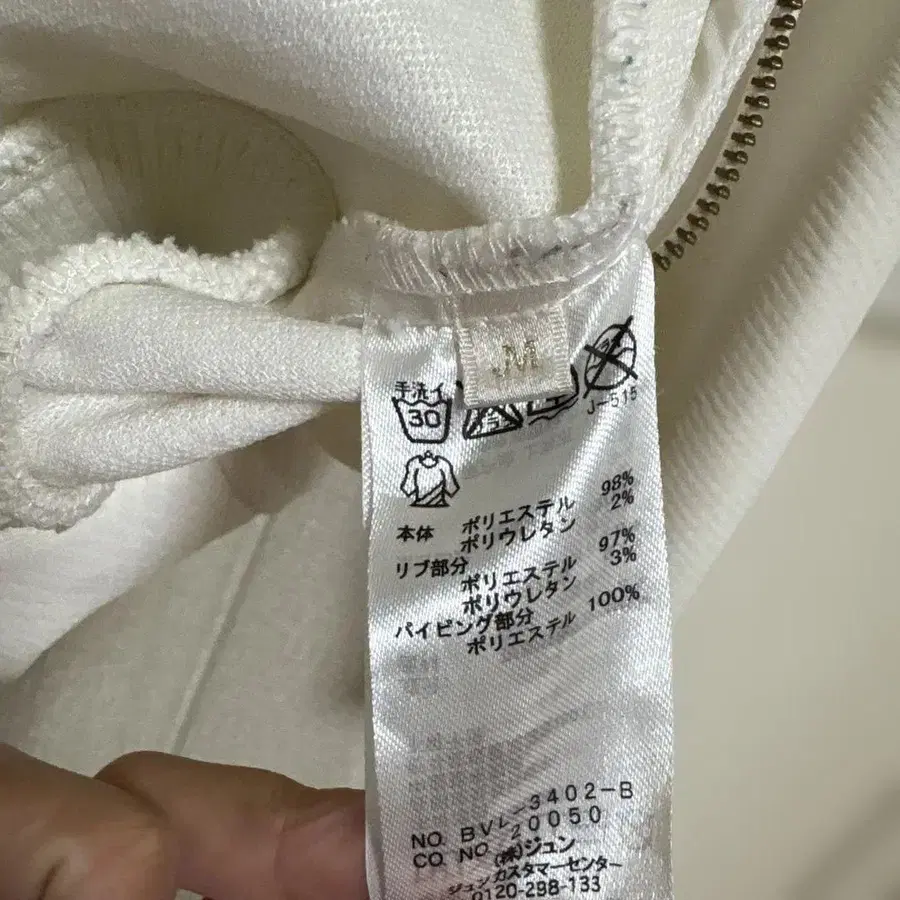 M
手洗イ
30
J-515
本体 ポリエステル 98%
ポリウレタン 2%
リブ部分
ポリエステル 97%
ポリウレタン 3%
パイピング部分
ポリエステル 100%
NO. BVL-3402-B
CO. NO. 20050
(株)ジュン
ジュンカスタマーセンター
0120-298-133